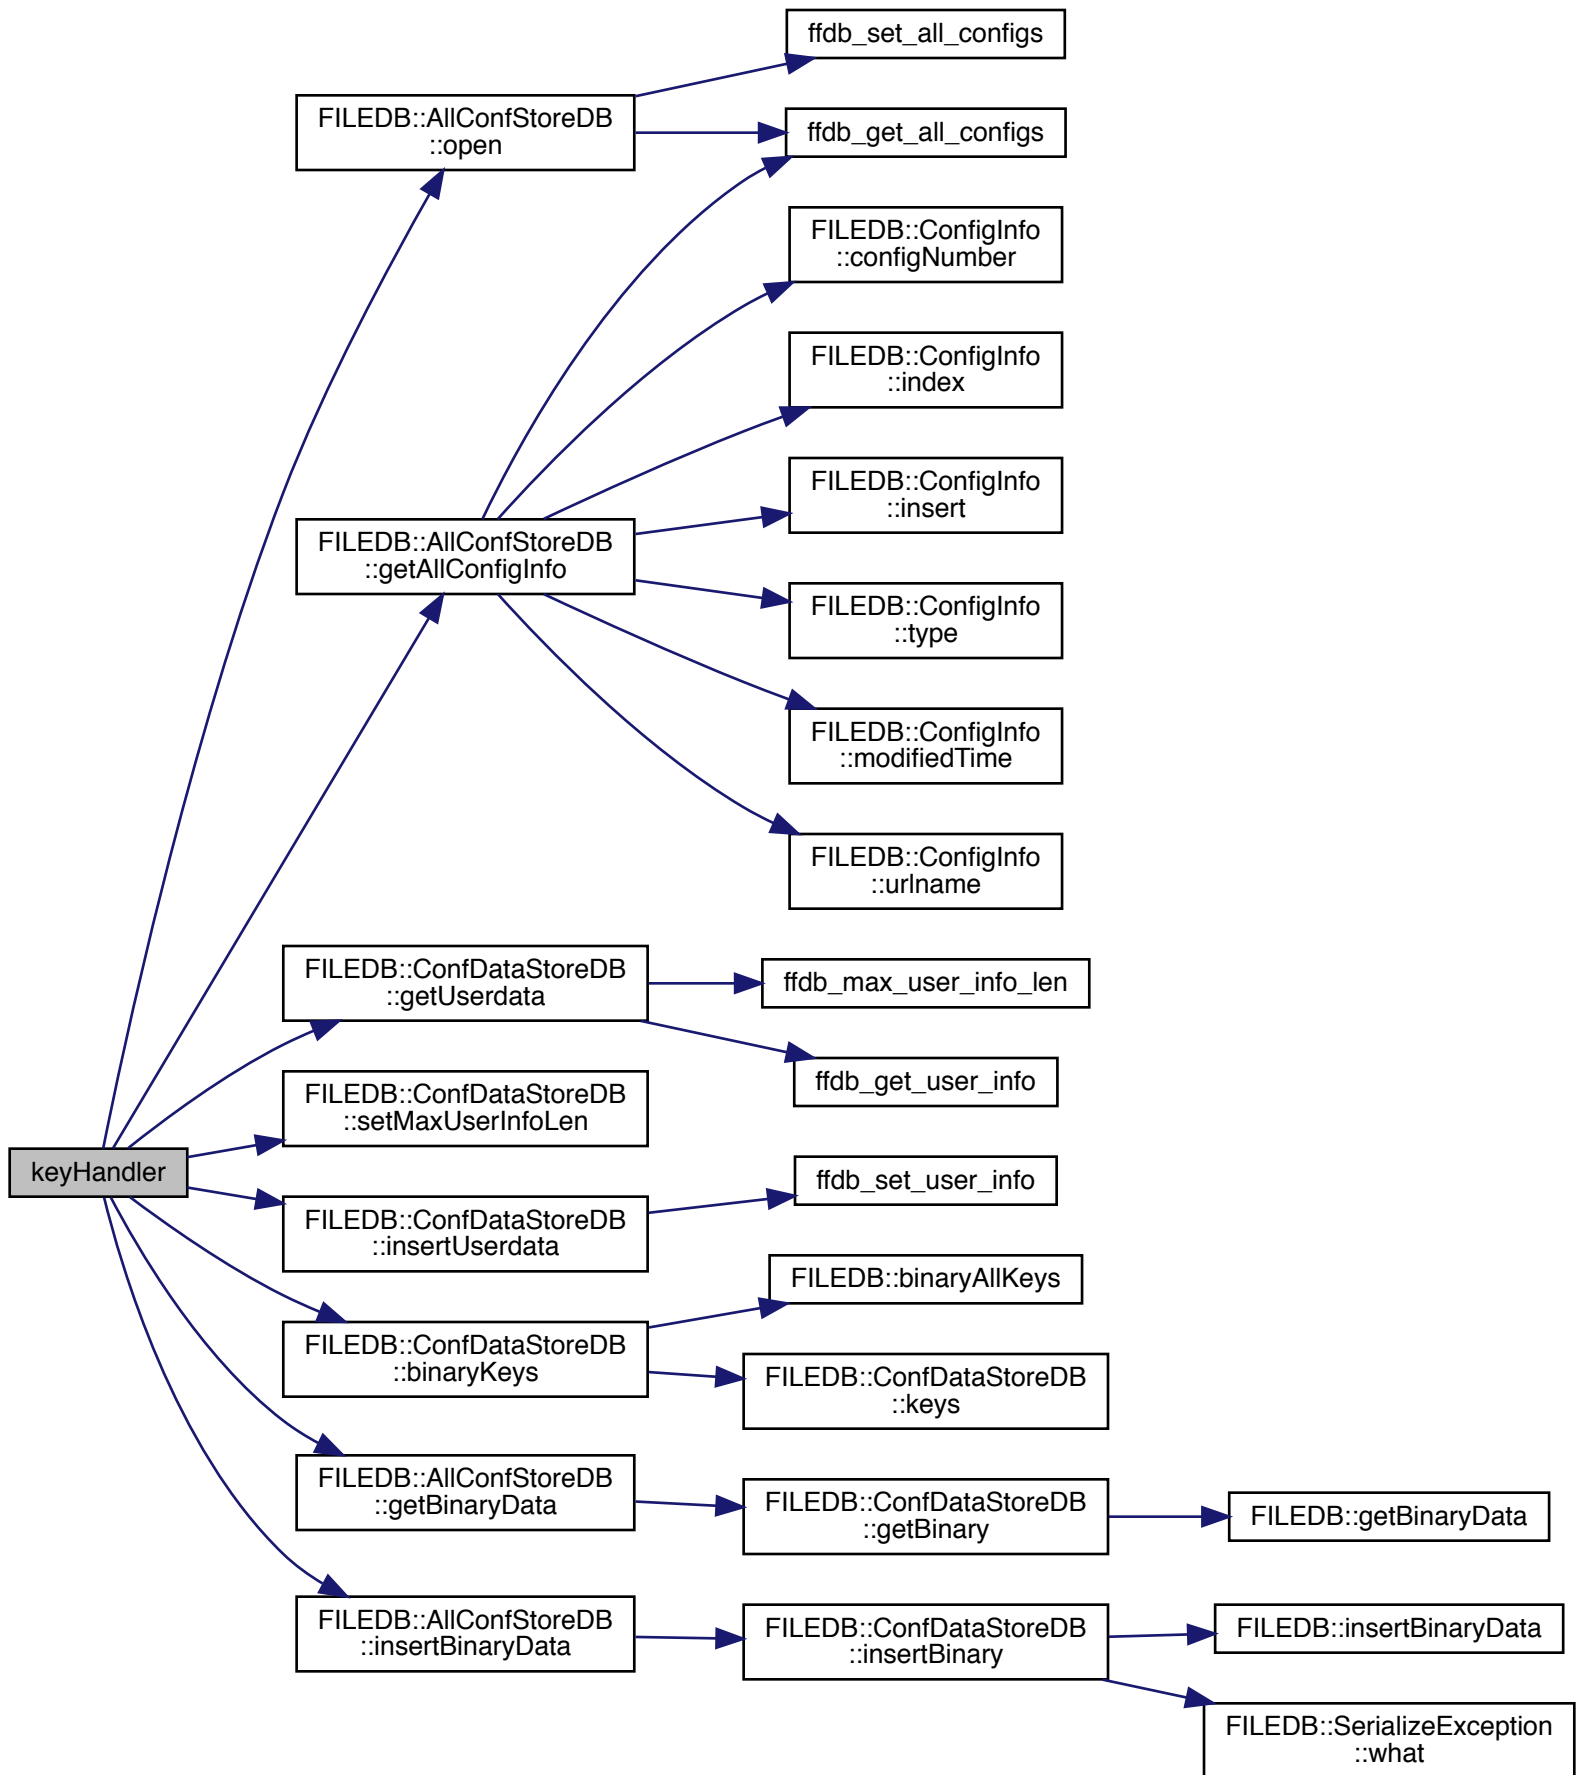 ffdb_set_all_configs
FILEDB::AllConfStoreDB
::open
ffdb_get_all_configs
FILEDB::ConfigInfo
::configNumber
FILEDB::ConfigInfo
::index
FILEDB::ConfigInfo
::insert
FILEDB::AllConfStoreDB
::getAllConfigInfo
FILEDB::ConfigInfo
::type
FILEDB::ConfigInfo
::modifiedTime
FILEDB::ConfigInfo
::urlname
FILEDB::ConfDataStoreDB
::getUserdata
ffdb_max_user_info_len
ffdb_get_user_info
FILEDB::ConfDataStoreDB
::setMaxUserInfoLen
keyHandler
ffdb_set_user_info
FILEDB::ConfDataStoreDB
::insertUserdata
FILEDB::binaryAllKeys
FILEDB::ConfDataStoreDB
::binaryKeys
FILEDB::ConfDataStoreDB
::keys
FILEDB::AllConfStoreDB
::getBinaryData
FILEDB::ConfDataStoreDB
::getBinary
FILEDB::getBinaryData
FILEDB::AllConfStoreDB
::insertBinaryData
FILEDB::ConfDataStoreDB
::insertBinary
FILEDB::insertBinaryData
FILEDB::SerializeException
::what